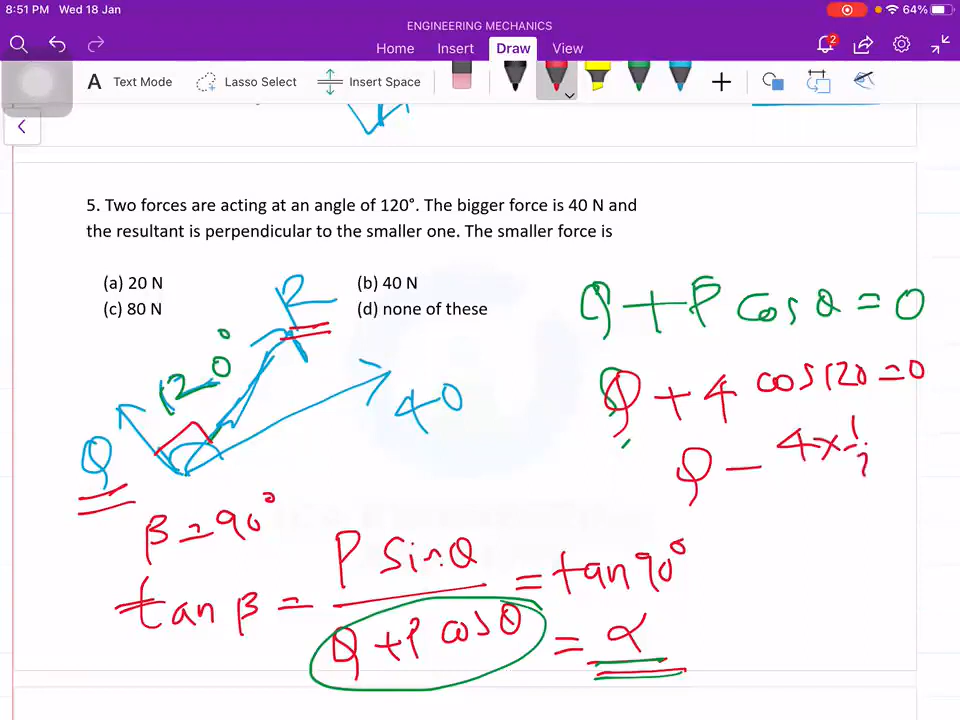 8:51 PM Wed 18 Jan
64%
ENGINEERING MECHANICS
Home Insert Draw View
2
A Text Mode Lasso Select Insert Space
5. Two forces are acting at an angle of 120°. The bigger force is 40 N and
the resultant is perpendicular to the smaller one. The smaller force is
(a) 20 N (b) 40 N
(c) 80 N (d) none of these
R
120°
40
Q
Q + P cos θ = 0
Q + 4 cos 120 = 0
Q - 4 × 1/2
β = 90°
tan β = P sin θ / Q + P cos θ = tan 90°
= α